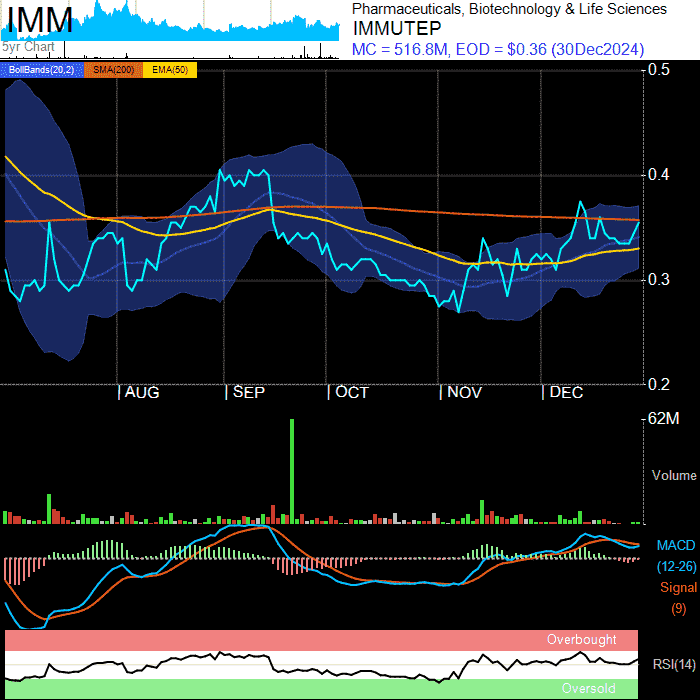 IMM
5yr Chart
Pharmaceuticals, Biotechnology & Life Sciences
IMMUTEP
MC = 516.8M, EOD = $0.36 (30Dec2024)
BollBands(20,2) SMA(200) EMA(50)
0.5
0.4
0.3
0.2
AUG SEP OCT NOV DEC
62M
Volume
MACD
(12-26)
Signal
(9)
Overbought
RSI(14)
Oversold